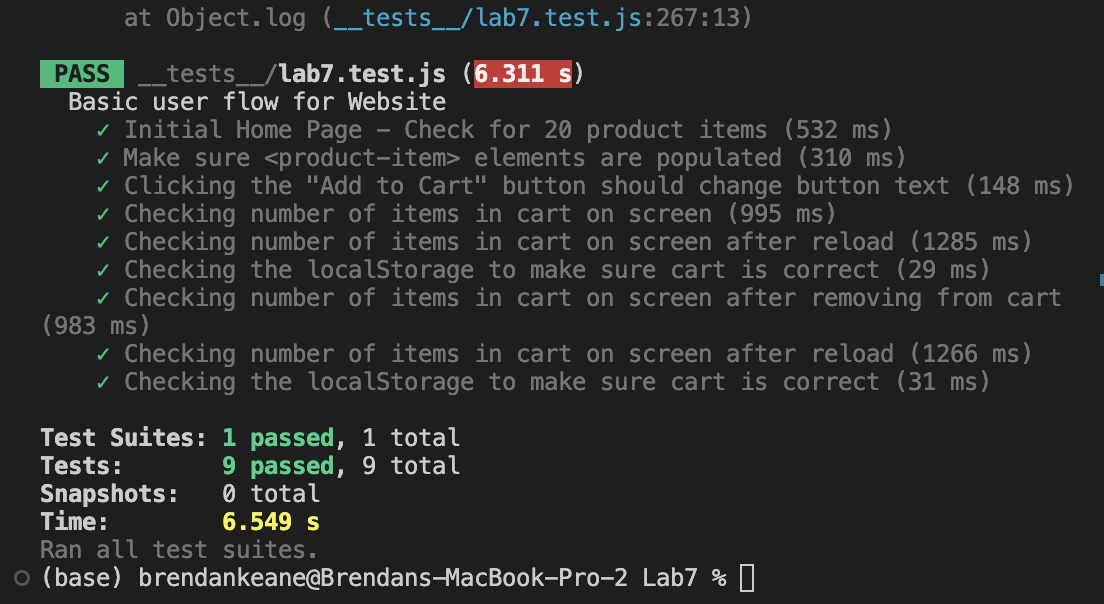 at Object.log (__tests__/lab7.test.js:267:13)
PASS __tests__/lab7.test.js (6.311 s)
Basic user flow for Website
✓ Initial Home Page - Check for 20 product items (532 ms)
✓ Make sure <product-item> elements are populated (310 ms)
✓ Clicking the "Add to Cart" button should change button text (148 ms)
✓ Checking number of items in cart on screen (995 ms)
✓ Checking number of items in cart on screen after reload (1285 ms)
✓ Checking the localStorage to make sure cart is correct (29 ms)
✓ Checking number of items in cart on screen after removing from cart
(983 ms)
✓ Checking number of items in cart on screen after reload (1266 ms)
✓ Checking the localStorage to make sure cart is correct (31 ms)
Test Suites: 1 passed, 1 total
Tests: 9 passed, 9 total
Snapshots: 0 total
Time: 6.549 s
Ran all test suites.
(base) brendankeane@Brendans-MacBook-Pro-2 Lab7 %